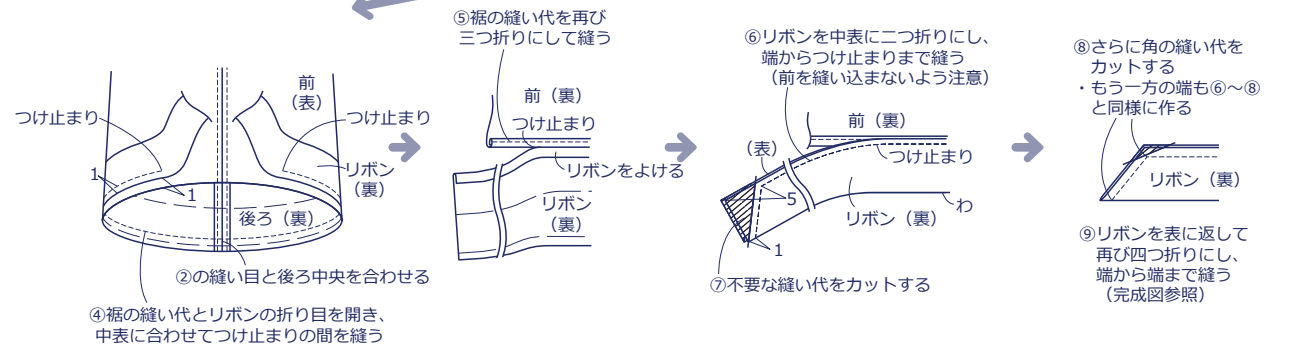 前
(表)
つけ止まり
つけ止まり
リボン
(裏)
1
1
後ろ(裏)
②の縫い目と後ろ中央を合わせる
④裾の縫い代とリボンの折り目を開き、
中表に合わせてつけ止まりの間を縫う
⑤裾の縫い代を再び
三つ折りにして縫う
前(裏)
つけ止まり
リボンをよける
リボン
(裏)
⑥リボンを中表に二つ折りにし、
端からつけ止まりまで縫う
(前を縫い込まないよう注意)
前(裏)
(表)
つけ止まり
5
リボン(裏)
わ
1
⑦不要な縫い代をカットする
⑧さらに角の縫い代を
カットする
・もう一方の端も⑥〜⑧
と同様に作る
リボン(裏)
⑨リボンを表に返して
再び四つ折りにし、
端から端まで縫う
(完成図参照)